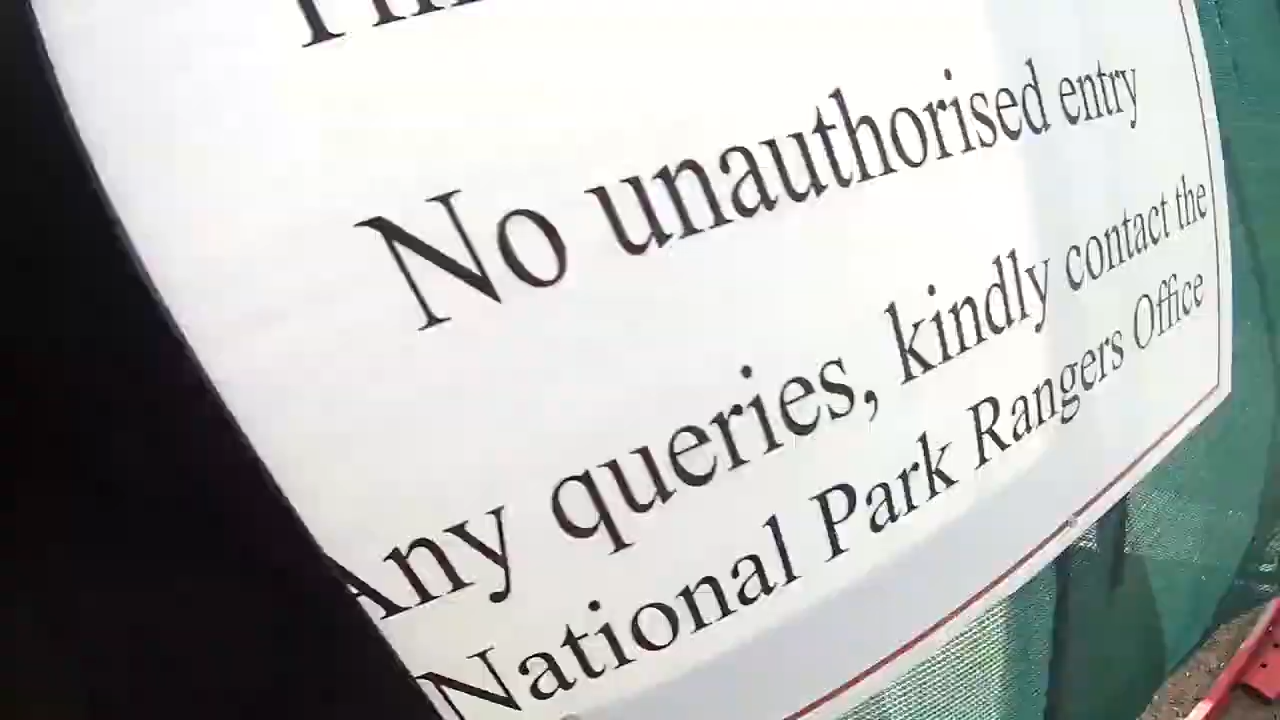 No unauthorised entry
Any queries, kindly contact the
National Park Rangers Office